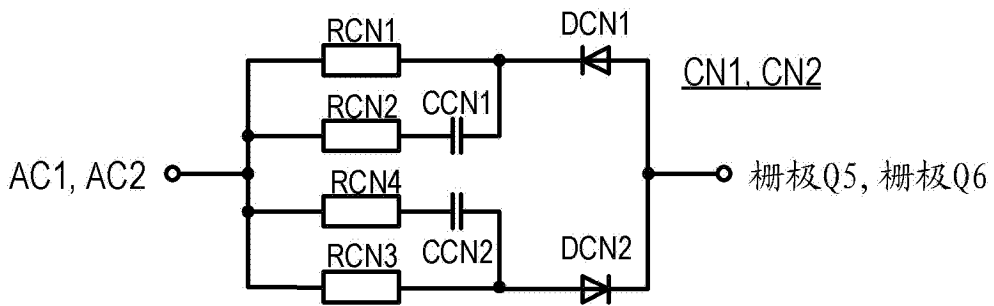 RCN1
DCN1
CN1, CN2
RCN2
CCN1
AC1, AC2
RCN4
栅极Q5, 栅极Q6
CCN2
DCN2
RCN3